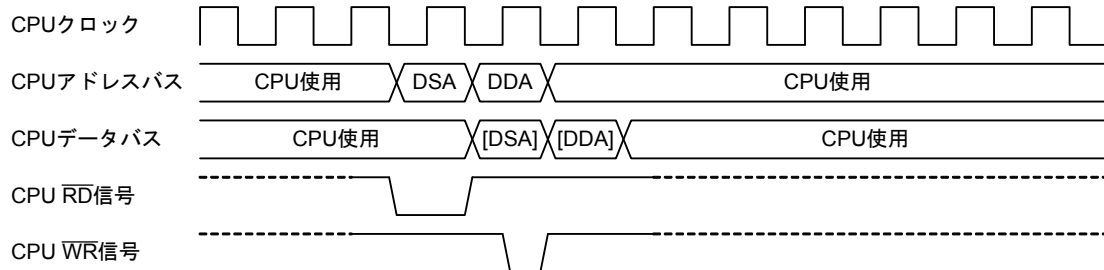 CPUクロック
CPUアドレスバス CPU使用 DSA DDA CPU使用
CPUデータバス CPU使用 [DSA] [DDA] CPU使用
CPU RD信号
CPU WR信号